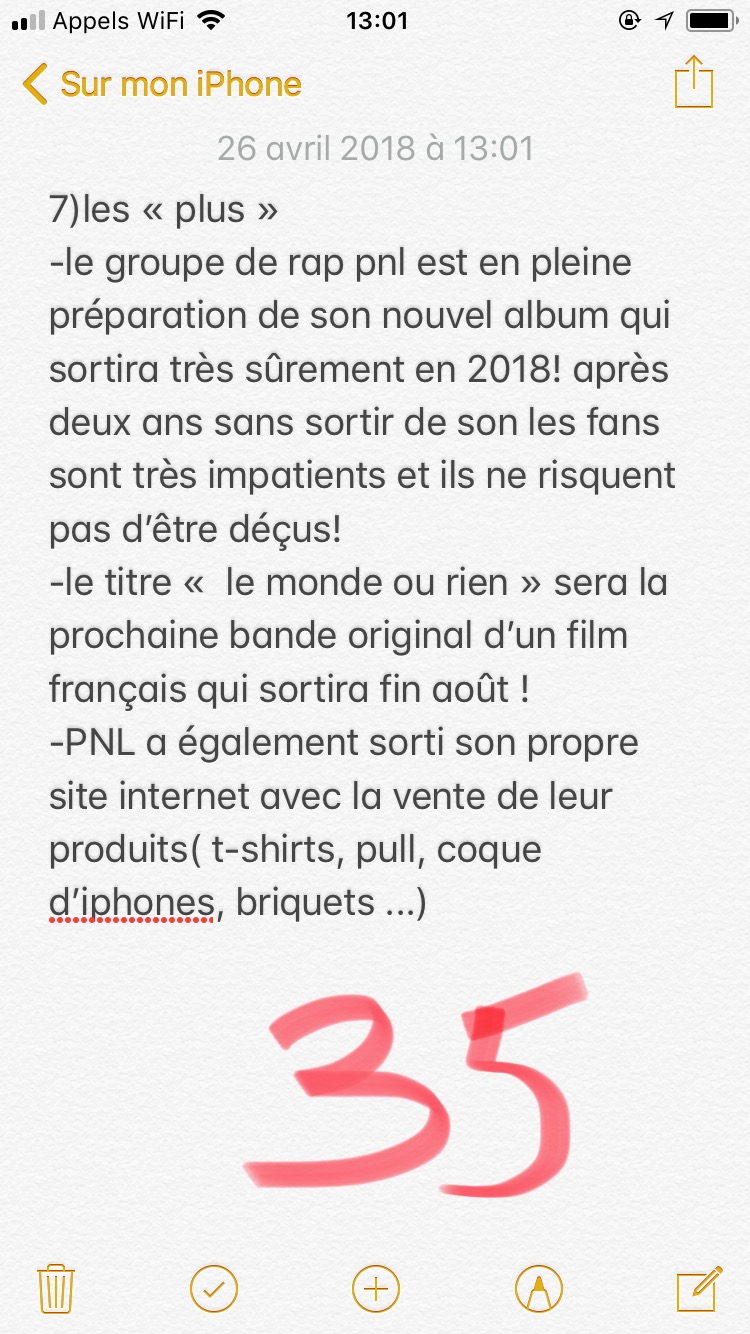 Appels WiFi 13:01
Sur mon iPhone
26 avril 2018 à 13:01
7)les « plus »
-le groupe de rap pnl est en pleine
préparation de son nouvel album qui
sortira très sûrement en 2018! après
deux ans sans sortir de son les fans
sont très impatients et ils ne risquent
pas d’être déçus!
-le titre «  le monde ou rien » sera la
prochaine bande original d’un film
français qui sortira fin août !
-PNL a également sorti son propre
site internet avec la vente de leur
produits( t-shirts, pull, coque
d’iphones, briquets ...)
35